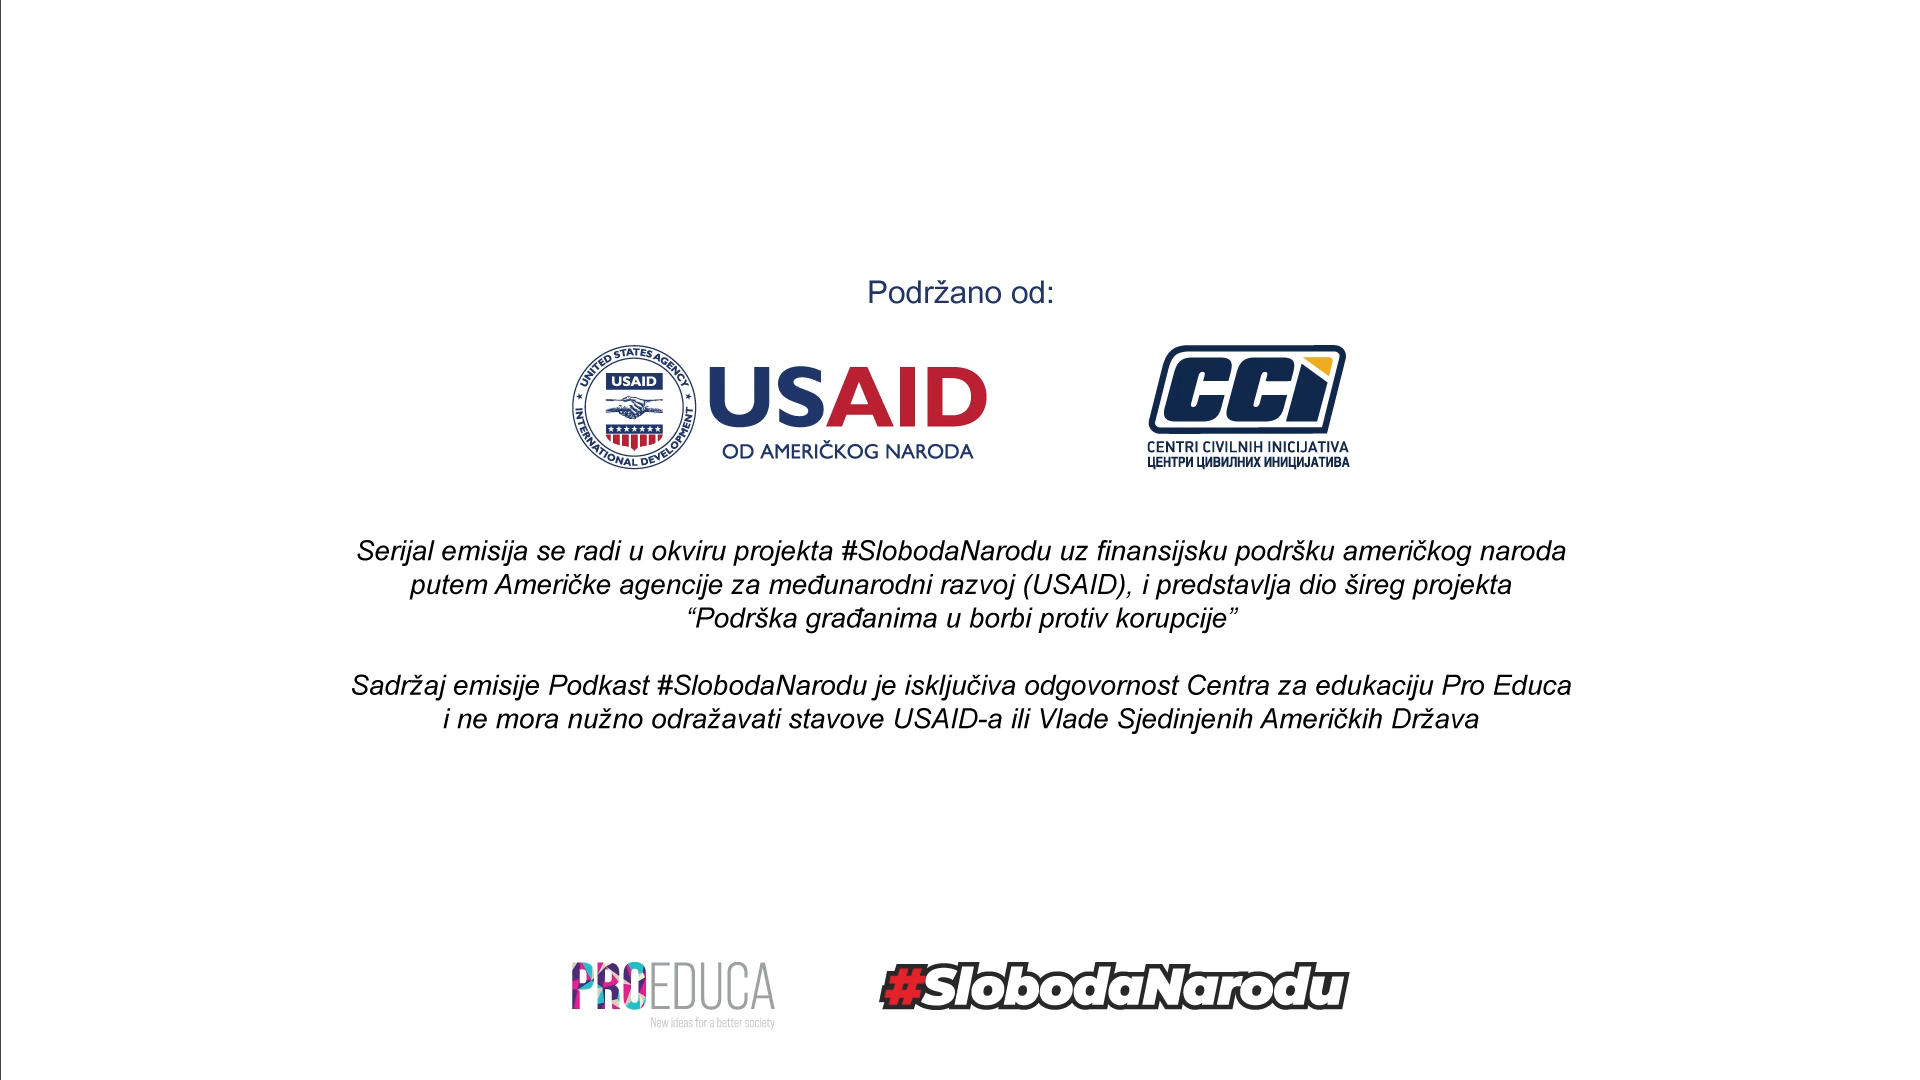 Podržano od:
UNITED STATES AGENCY
USAID
INTERNATIONAL DEVELOPMENT
USAID
OD AMERIČKOG NARODA
CCI
CENTRI CIVILNIH INICIJATIVA
ЦЕНТРИ ЦИВИЛНИХ ИНИЦИЈАТИВА
Serijal emisija se radi u okviru projekta #SlobodaNarodu uz finansijsku podršku američkog naroda
putem Američke agencije za međunarodni razvoj (USAID), i predstavlja dio šireg projekta
“Podrška građanima u borbi protiv korupcije”
Sadržaj emisije Podkast #SlobodaNarodu je isključiva odgovornost Centra za edukaciju Pro Educa
i ne mora nužno odražavati stavove USAID-a ili Vlade Sjedinjenih Američkih Država
PROEDUCA
New ideas for a better society
#SlobodaNarodu